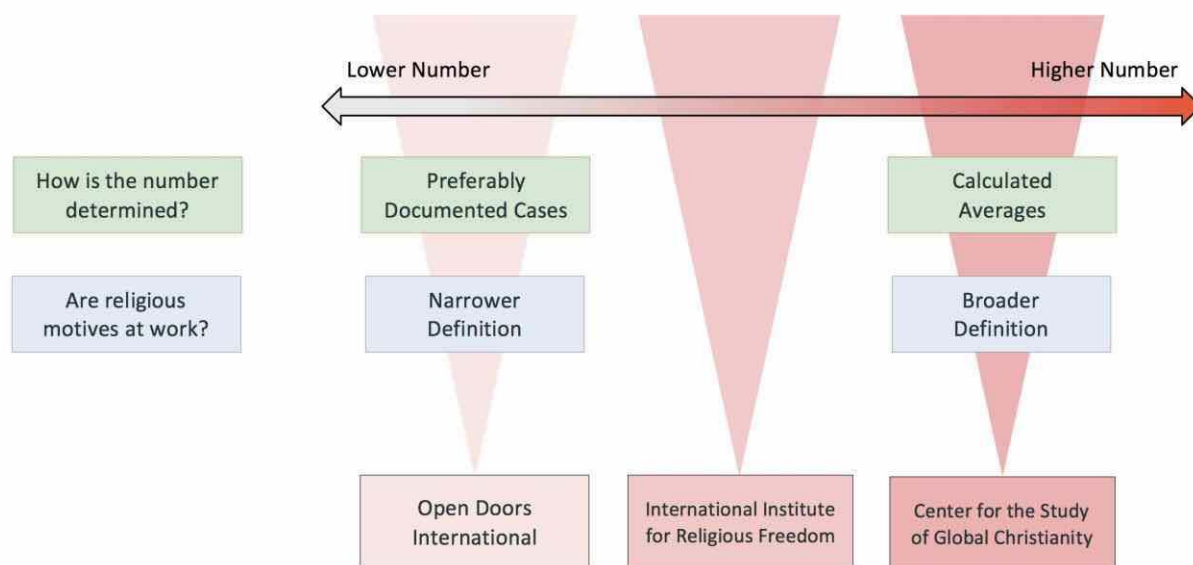 Lower Number
Higher Number
How is the number
determined?
Preferably
Documented Cases
Calculated
Averages
Are religious
motives at work?
Narrower
Definition
Broader
Definition
Open Doors
International
International Institute
for Religious Freedom
Center for the Study
of Global Christianity